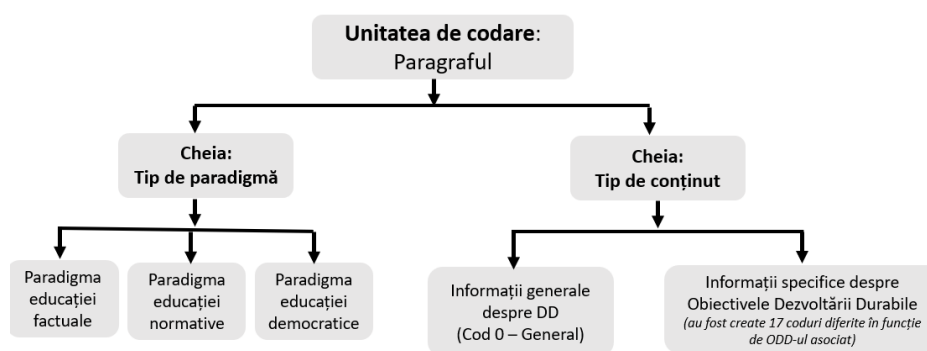 Unitatea de codare:
Paragraful
Cheia:
Tip de paradigmă
Cheia:
Tip de conținut
Paradigma
educației
factuale
Paradigma
educației
normative
Paradigma
educației
democratice
Informații generale
despre DD
(Cod 0 – General)
Informații specifice despre
Obiectivele Dezvoltării Durabile
(au fost create 17 coduri diferite în funcție
de ODD-ul asociat)